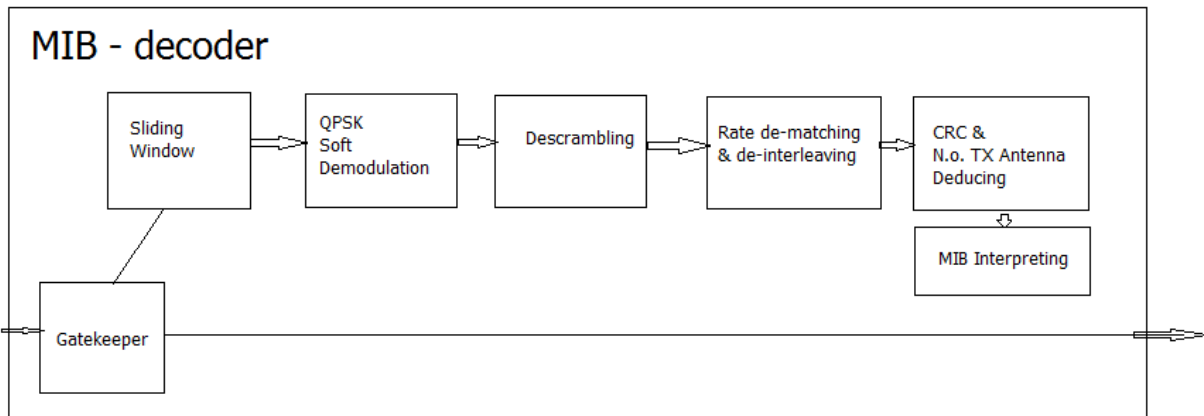 MIB - decoder
Sliding
Window
QPSK
Soft
Demodulation
Descrambling
Rate de-matching
& de-interleaving
CRC &
N.o. TX Antenna
Deducing
MIB Interpreting
Gatekeeper